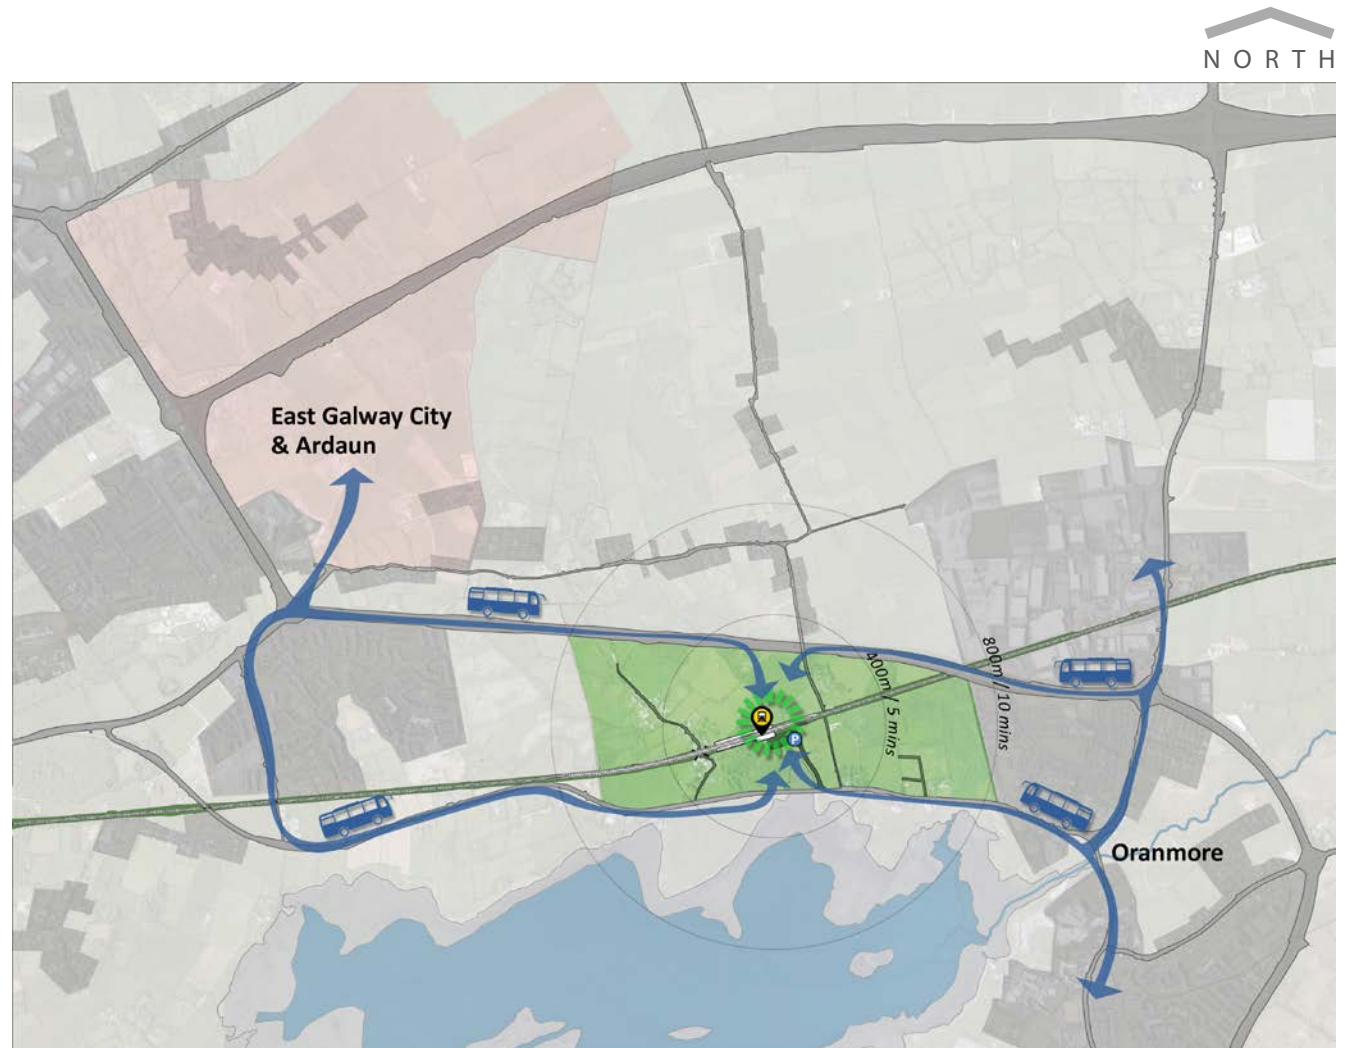 NORTH
East Galway City
& Ardaun
400m / 5 mins
800m // 10 mins
P
Oranmore